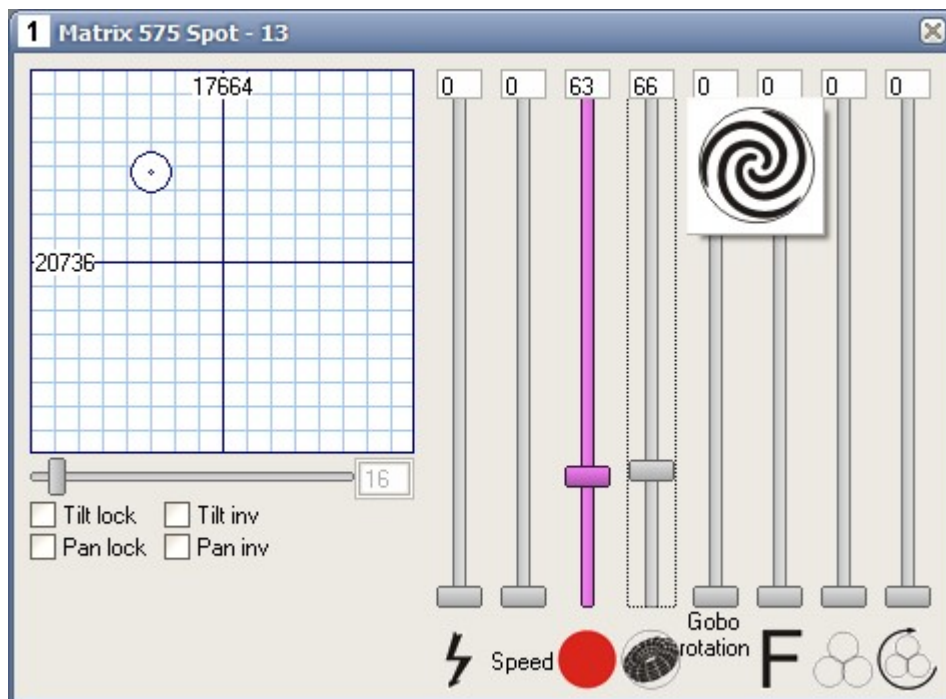 1 Matrix 575 Spot - 13
17664
20736
0 0 63 66 0 0 0 0
16
Tilt lock Tilt inv
Pan lock Pan inv
Speed
Gobo
rotation
F